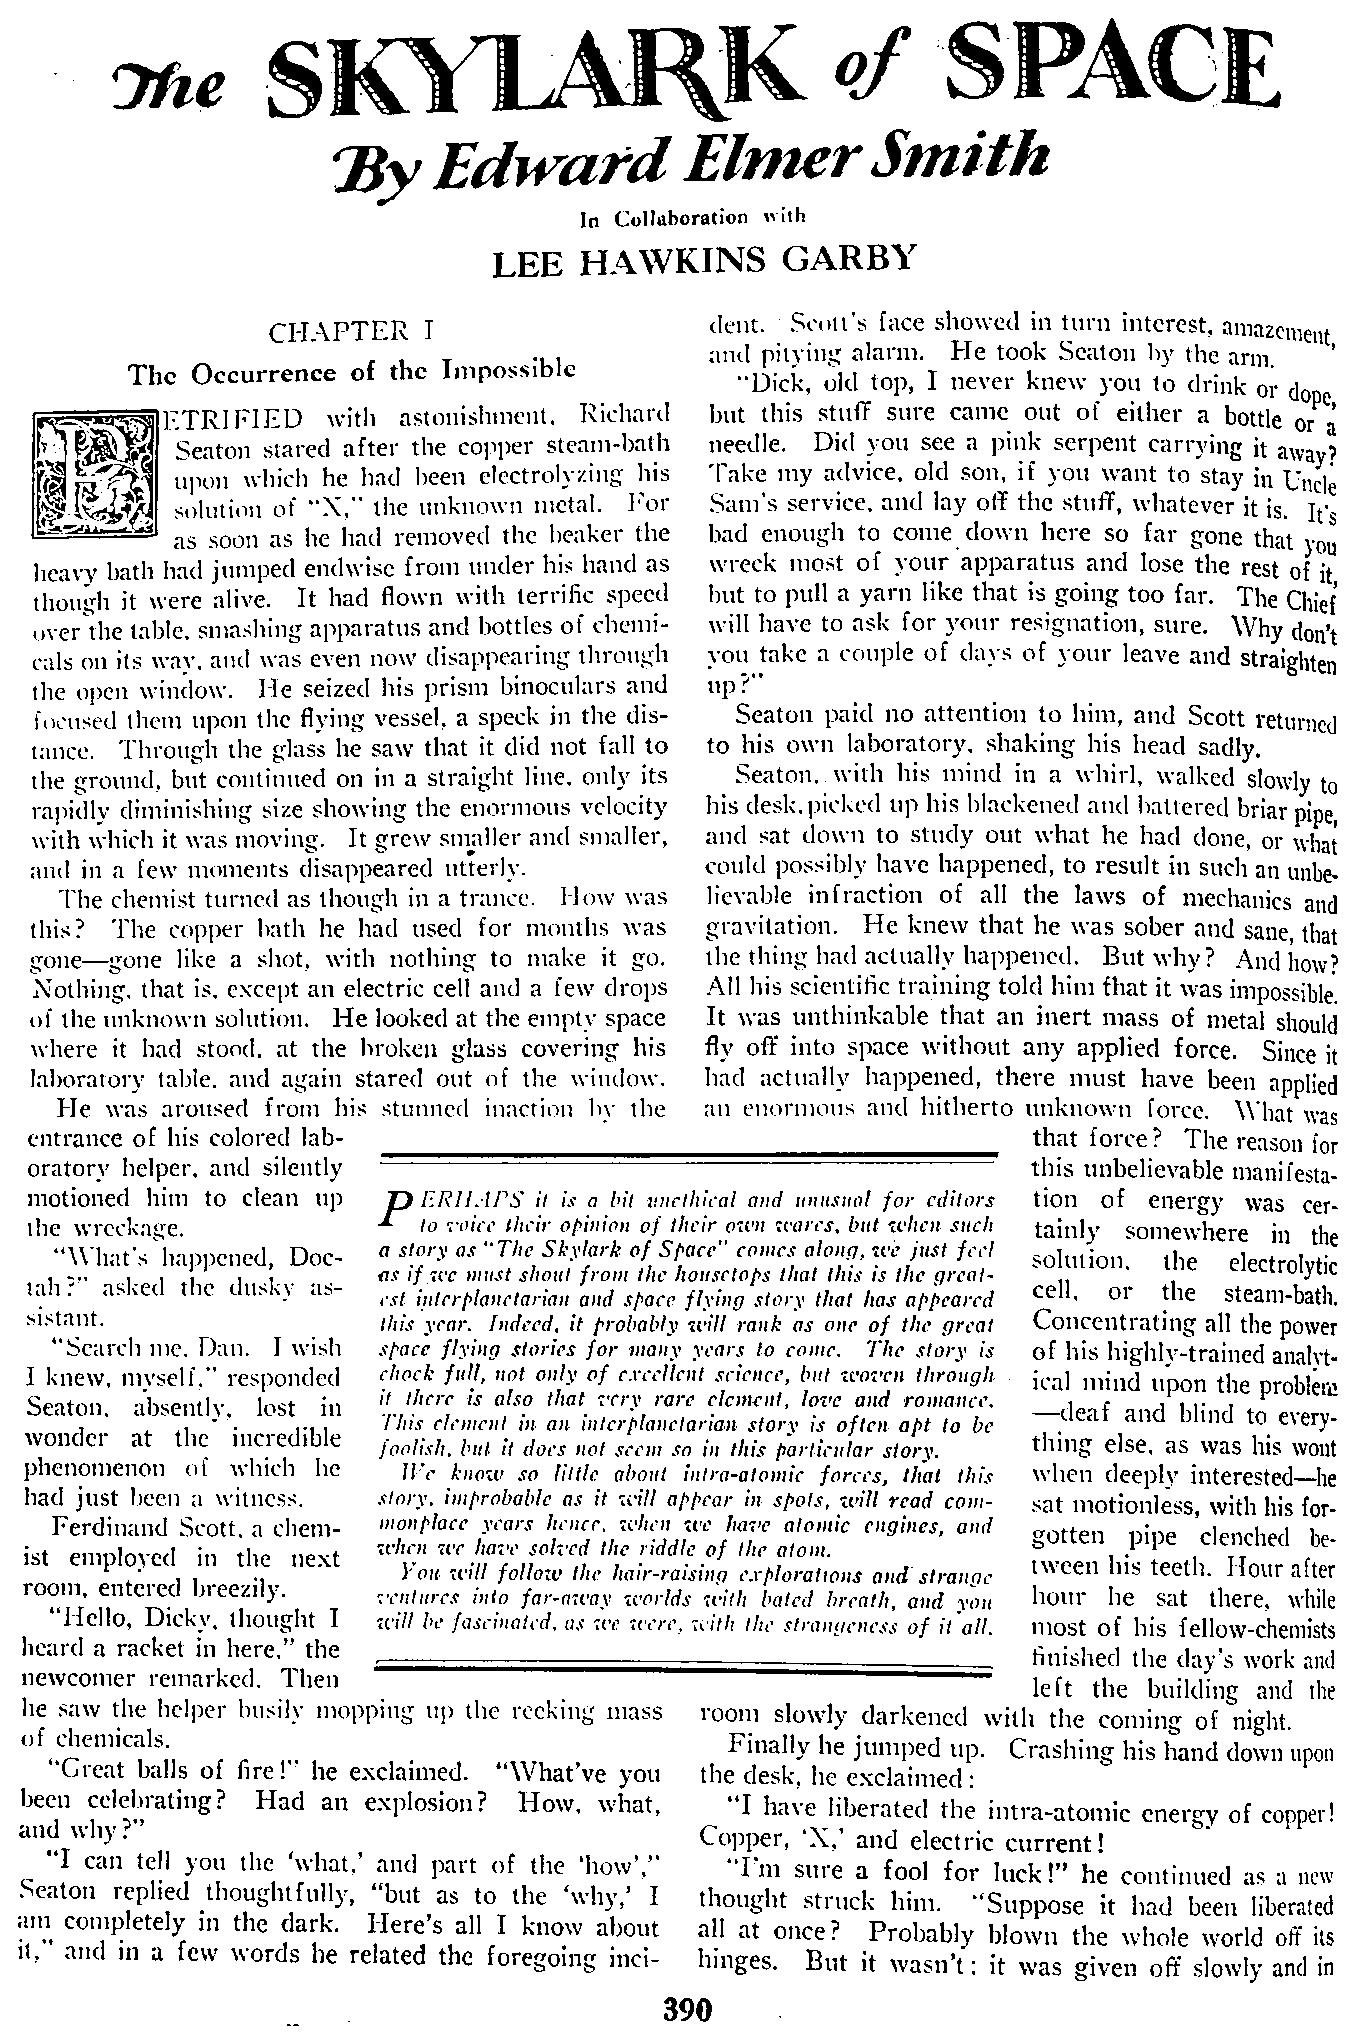 The SKYLARK of SPACE
By Edward Elmer Smith
In Collaboration with
LEE HAWKINS GARBY
CHAPTER I
The Occurrence of the Impossible
PETRIFIED with astonishment, Richard
Seaton stared after the copper steam-bath
upon which he had been electrolyzing his
solution of "X," the unknown metal. For
as soon as he had removed the beaker the
heavy bath had jumped endwise from under his hand as
though it were alive. It had flown with terrific speed
over the table, smashing apparatus and bottles of chemi-
cals on its way, and was even now disappearing through
the open window. He seized his prism binoculars and
focused them upon the flying vessel, a speck in the dis-
tance. Through the glass he saw that it did not fall to
the ground, but continued on in a straight line, only its
rapidly diminishing size showing the enormous velocity
with which it was moving. It grew smaller and smaller,
and in a few moments disappeared utterly.
The chemist turned as though in a trance. How was
this? The copper bath he had used for months was
gone—gone like a shot, with nothing to make it go.
Nothing, that is, except an electric cell and a few drops
of the unknown solution. He looked at the empty space
where it had stood, at the broken glass covering his
laboratory table, and again stared out of the window.
He was aroused from his stunned inaction by the
entrance of his colored lab-
oratory helper, and silently
motioned him to clean up
the wreckage.
"What's happened, Doc-
tah?" asked the dusky as-
sistant.
"Search me, Dan. I wish
I knew, myself," responded
Seaton, absently, lost in
wonder at the incredible
phenomenon of which he
had just been a witness.
Ferdinand Scott, a chem-
ist employed in the next
room, entered breezily.
"Hello, Dicky, thought I
heard a racket in here," the
newcomer remarked. Then
he saw the helper busily mopping up the reeking mass
of chemicals.
"Great balls of fire!" he exclaimed. "What've you
been celebrating? Had an explosion? How, what,
and why?"
"I can tell you the 'what,' and part of the 'how',"
Seaton replied thoughtfully, "but as to the 'why,' I
am completely in the dark. Here's all I know about
it," and in a few words he related the foregoing inci-
dent. Scott's face showed in turn interest, amazement,
and pitying alarm. He took Seaton by the arm.
"Dick, old top, I never knew you to drink or dope,
but this stuff sure came out of either a bottle or a
needle. Did you see a pink serpent carrying it away?
Take my advice, old son, if you want to stay in Uncle
Sam's service, and lay off the stuff, whatever it is. It's
bad enough to come down here so far gone that you
wreck most of your apparatus and lose the rest of it,
but to pull a yarn like that is going too far. The Chief
will have to ask for your resignation, sure. Why don't
you take a couple of days of your leave and straighten
up?"
Seaton paid no attention to him, and Scott returned
to his own laboratory, shaking his head sadly.
Seaton, with his mind in a whirl, walked slowly to
his desk, picked up his blackened and battered briar pipe,
and sat down to study out what he had done, or what
could possibly have happened, to result in such an unbe-
lievable infraction of all the laws of mechanics and
gravitation. He knew that he was sober and sane, that
the thing had actually happened. But why? And how?
All his scientific training told him that it was impossible.
It was unthinkable that an inert mass of metal should
fly off into space without any applied force. Since it
had actually happened, there must have been applied
an enormous and hitherto unknown force. What was
that force? The reason for
this unbelievable manifesta-
tion of energy was cer-
tainly somewhere in the
solution, the electrolytic
cell, or the steam-bath.
Concentrating all the power
of his highly-trained analyt-
ical mind upon the problem
—deaf and blind to every-
thing else, as was his wont
when deeply interested—he
sat motionless, with his for-
gotten pipe clenched be-
tween his teeth. Hour after
hour he sat there, while
most of his fellow-chemists
finished the day's work and
left the building and the
room slowly darkened with the coming of night.
Finally he jumped up. Crashing his hand down upon
the desk, he exclaimed:
"I have liberated the intra-atomic energy of copper!
Copper, 'X,' and electric current!
"I'm sure a fool for luck!" he continued as a new
thought struck him. "Suppose it had been liberated
all at once? Probably blown the whole world off its
hinges. But it wasn't: it was given off slowly and in
PERHAPS it is a bit unethical and unusual for editors
to voice their opinion of their own wares, but when such
a story as "The Skylark of Space" comes along, we just feel
as if we must shout from the housetops that this is the great-
est interplanetarian and space flying story that has appeared
this year. Indeed, it probably will rank as one of the great
space flying stories for many years to come. The story is
chock full, not only of excellent science, but woven through
it there is also that very rare element, love and romance.
This element in an interplanetarian story is often apt to be
foolish, but it does not seem so in this particular story.
We know so little about intra-atomic forces, that this
story, improbable as it will appear in spots, will read com-
monplace years hence, when we have atomic engines, and
when we have solved the riddle of the atom.
You will follow the hair-raising explorations and strange
ventures into far-away worlds with bated breath, and you
will be fascinated, as we were, with the strangeness of it all.
390